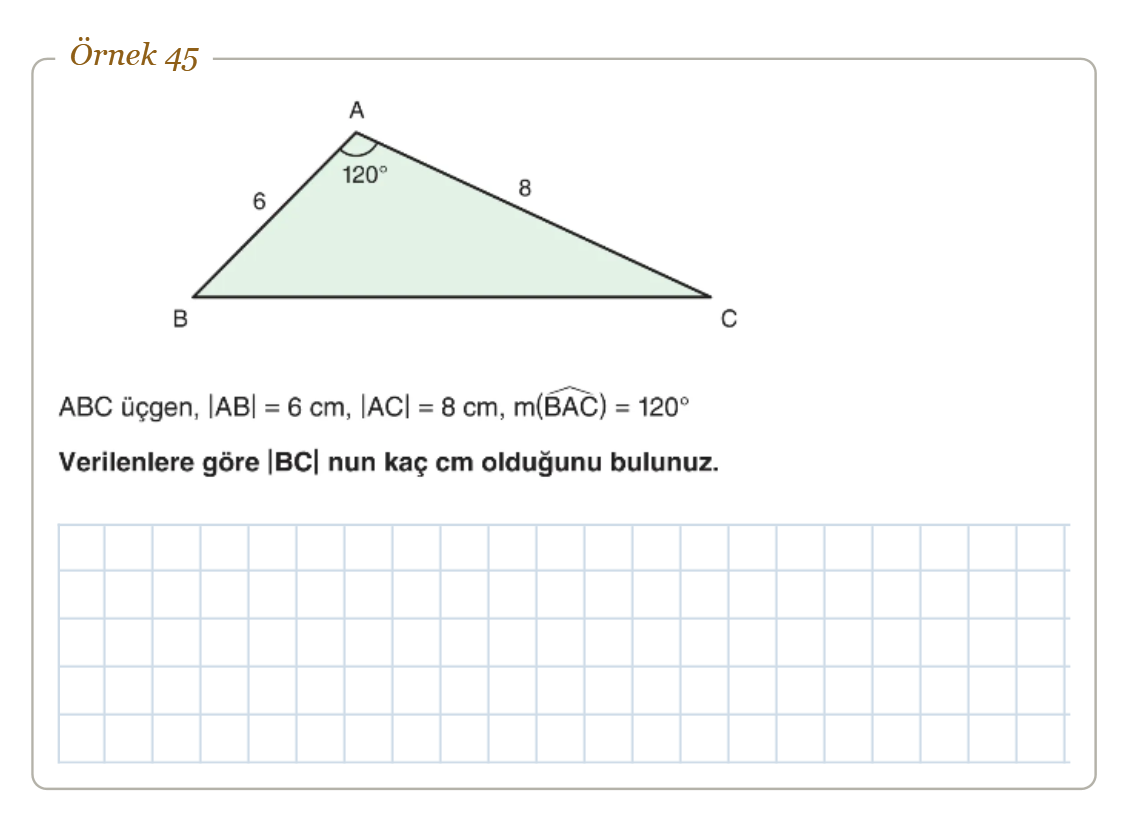 Örnek 45
A
120°
6
8
B
C
ABC üçgen, |AB| = 6 cm, |AC| = 8 cm, m(BAC) = 120°
Verilenlere göre |BC| nun kaç cm olduğunu bulunuz.